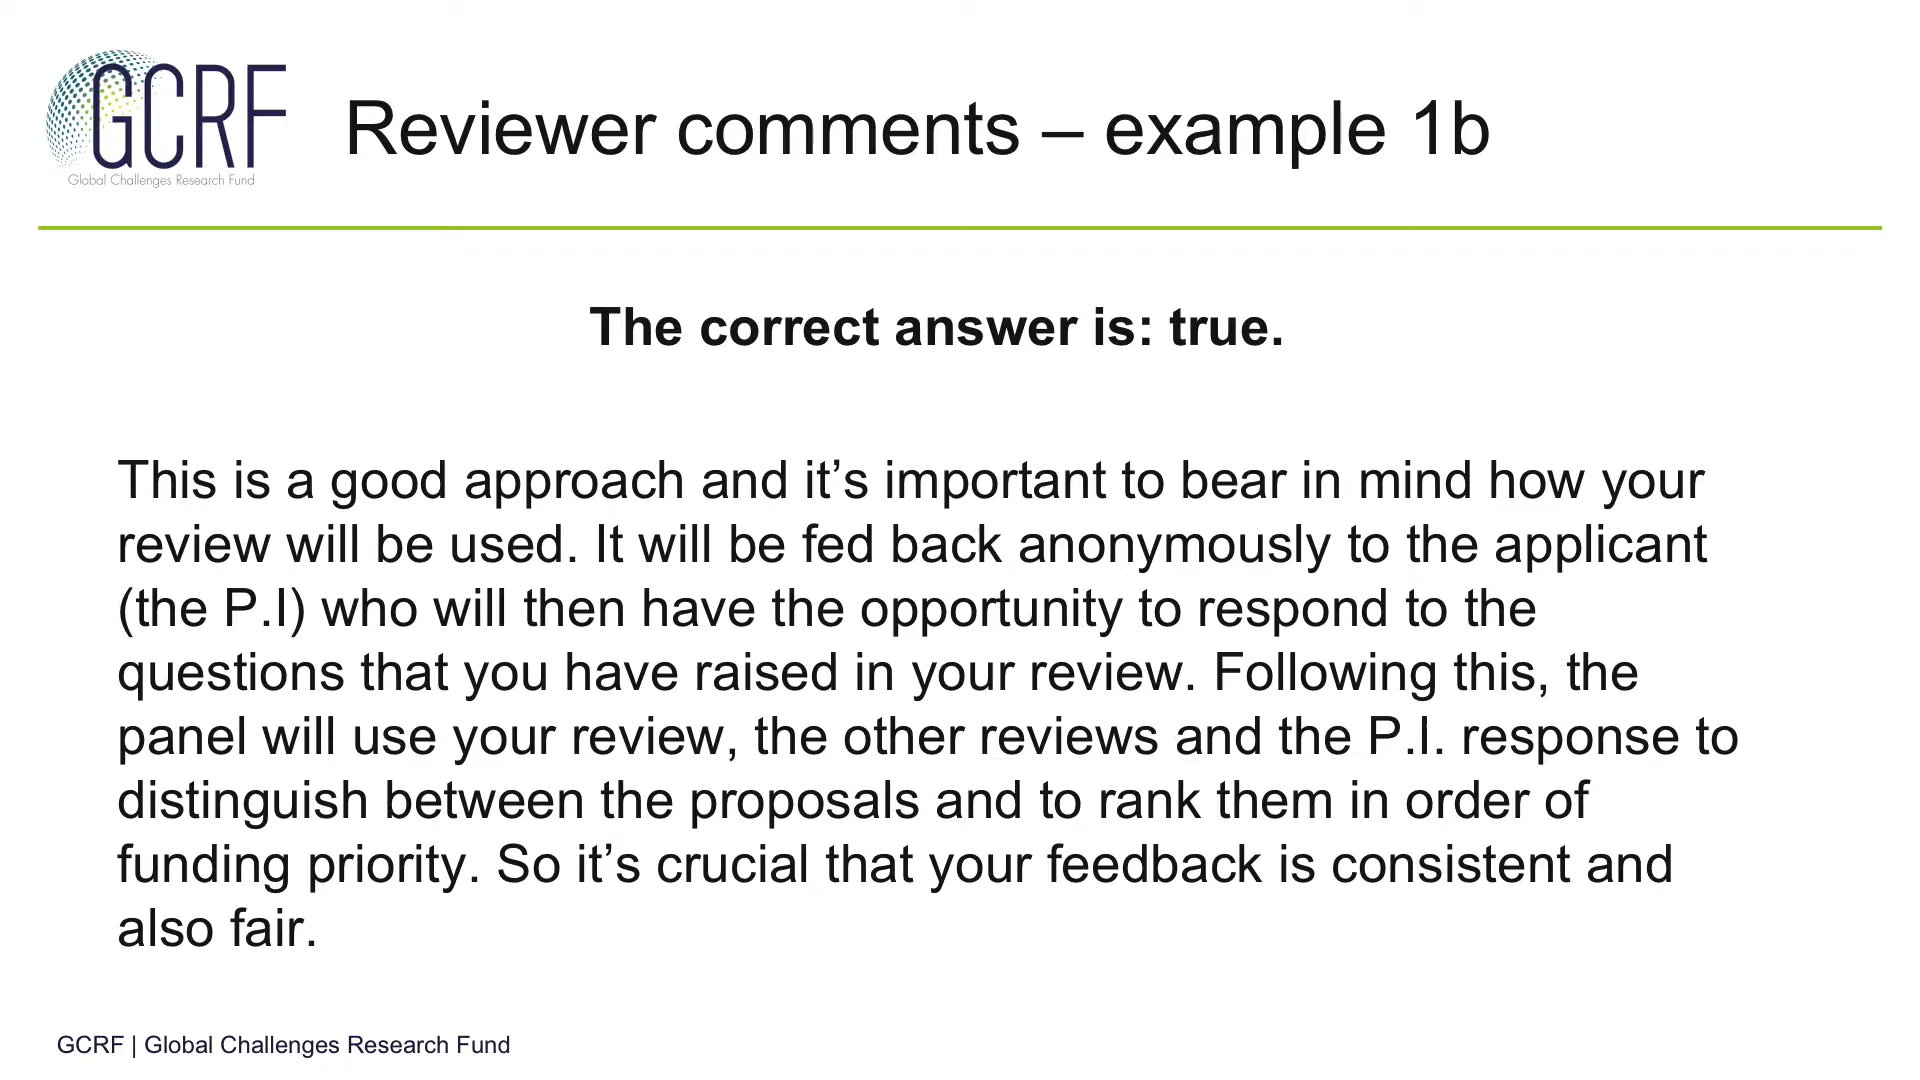 GCRF
Global Challenges Research Fund
Reviewer comments – example 1b
The correct answer is: true.
This is a good approach and it’s important to bear in mind how your
review will be used. It will be fed back anonymously to the applicant
(the P.I) who will then have the opportunity to respond to the
questions that you have raised in your review. Following this, the
panel will use your review, the other reviews and the P.I. response to
distinguish between the proposals and to rank them in order of
funding priority. So it’s crucial that your feedback is consistent and
also fair.
GCRF | Global Challenges Research Fund